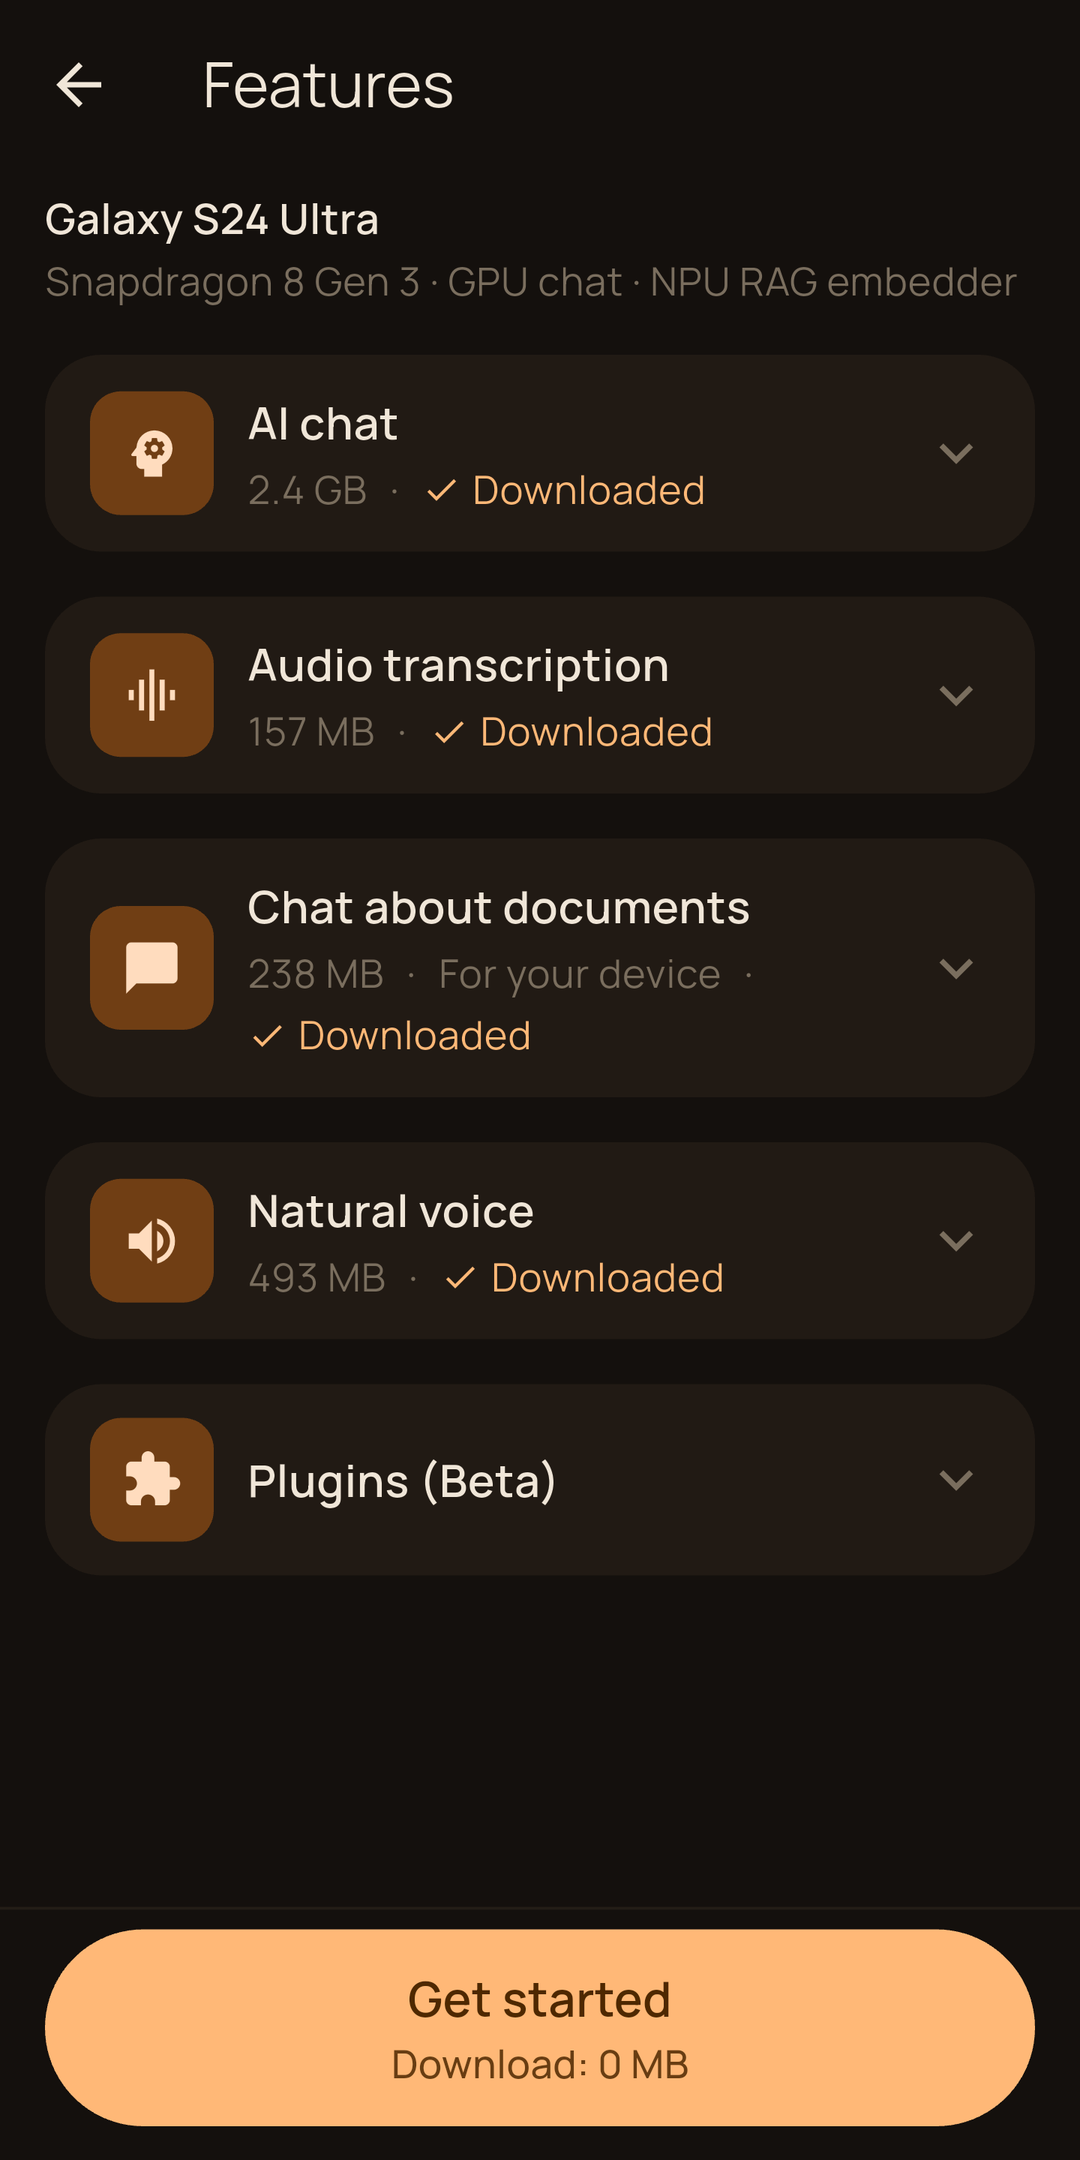 Features
Galaxy S24 Ultra
Snapdragon 8 Gen 3 · GPU chat · NPU RAG embedder
AI chat
2.4 GB · ✓ Downloaded
Audio transcription
157 MB · ✓ Downloaded
Chat about documents
238 MB · For your device ·
✓ Downloaded
Natural voice
493 MB · ✓ Downloaded
Plugins (Beta)
Get started
Download: 0 MB